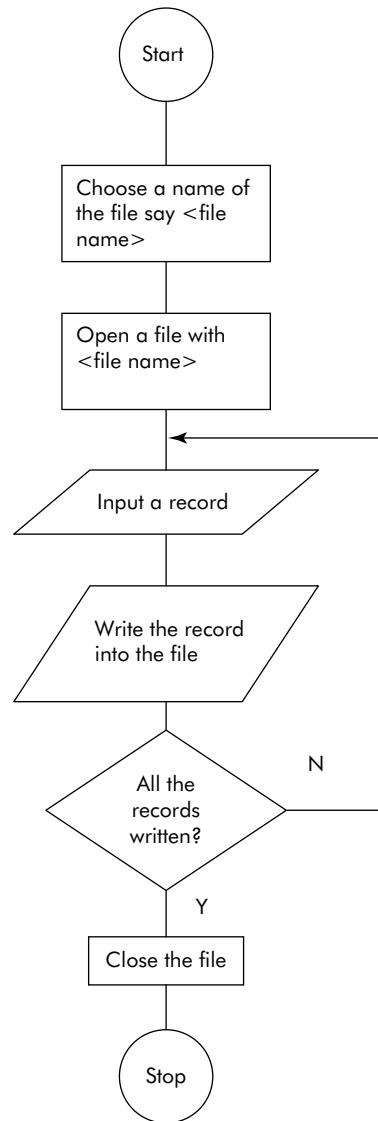 Start
Choose a name of
the file say <file
name>
Open a file with
<file name>
Input a record
Write the record
into the file
All the
records
written?
N
Y
Close the file
Stop